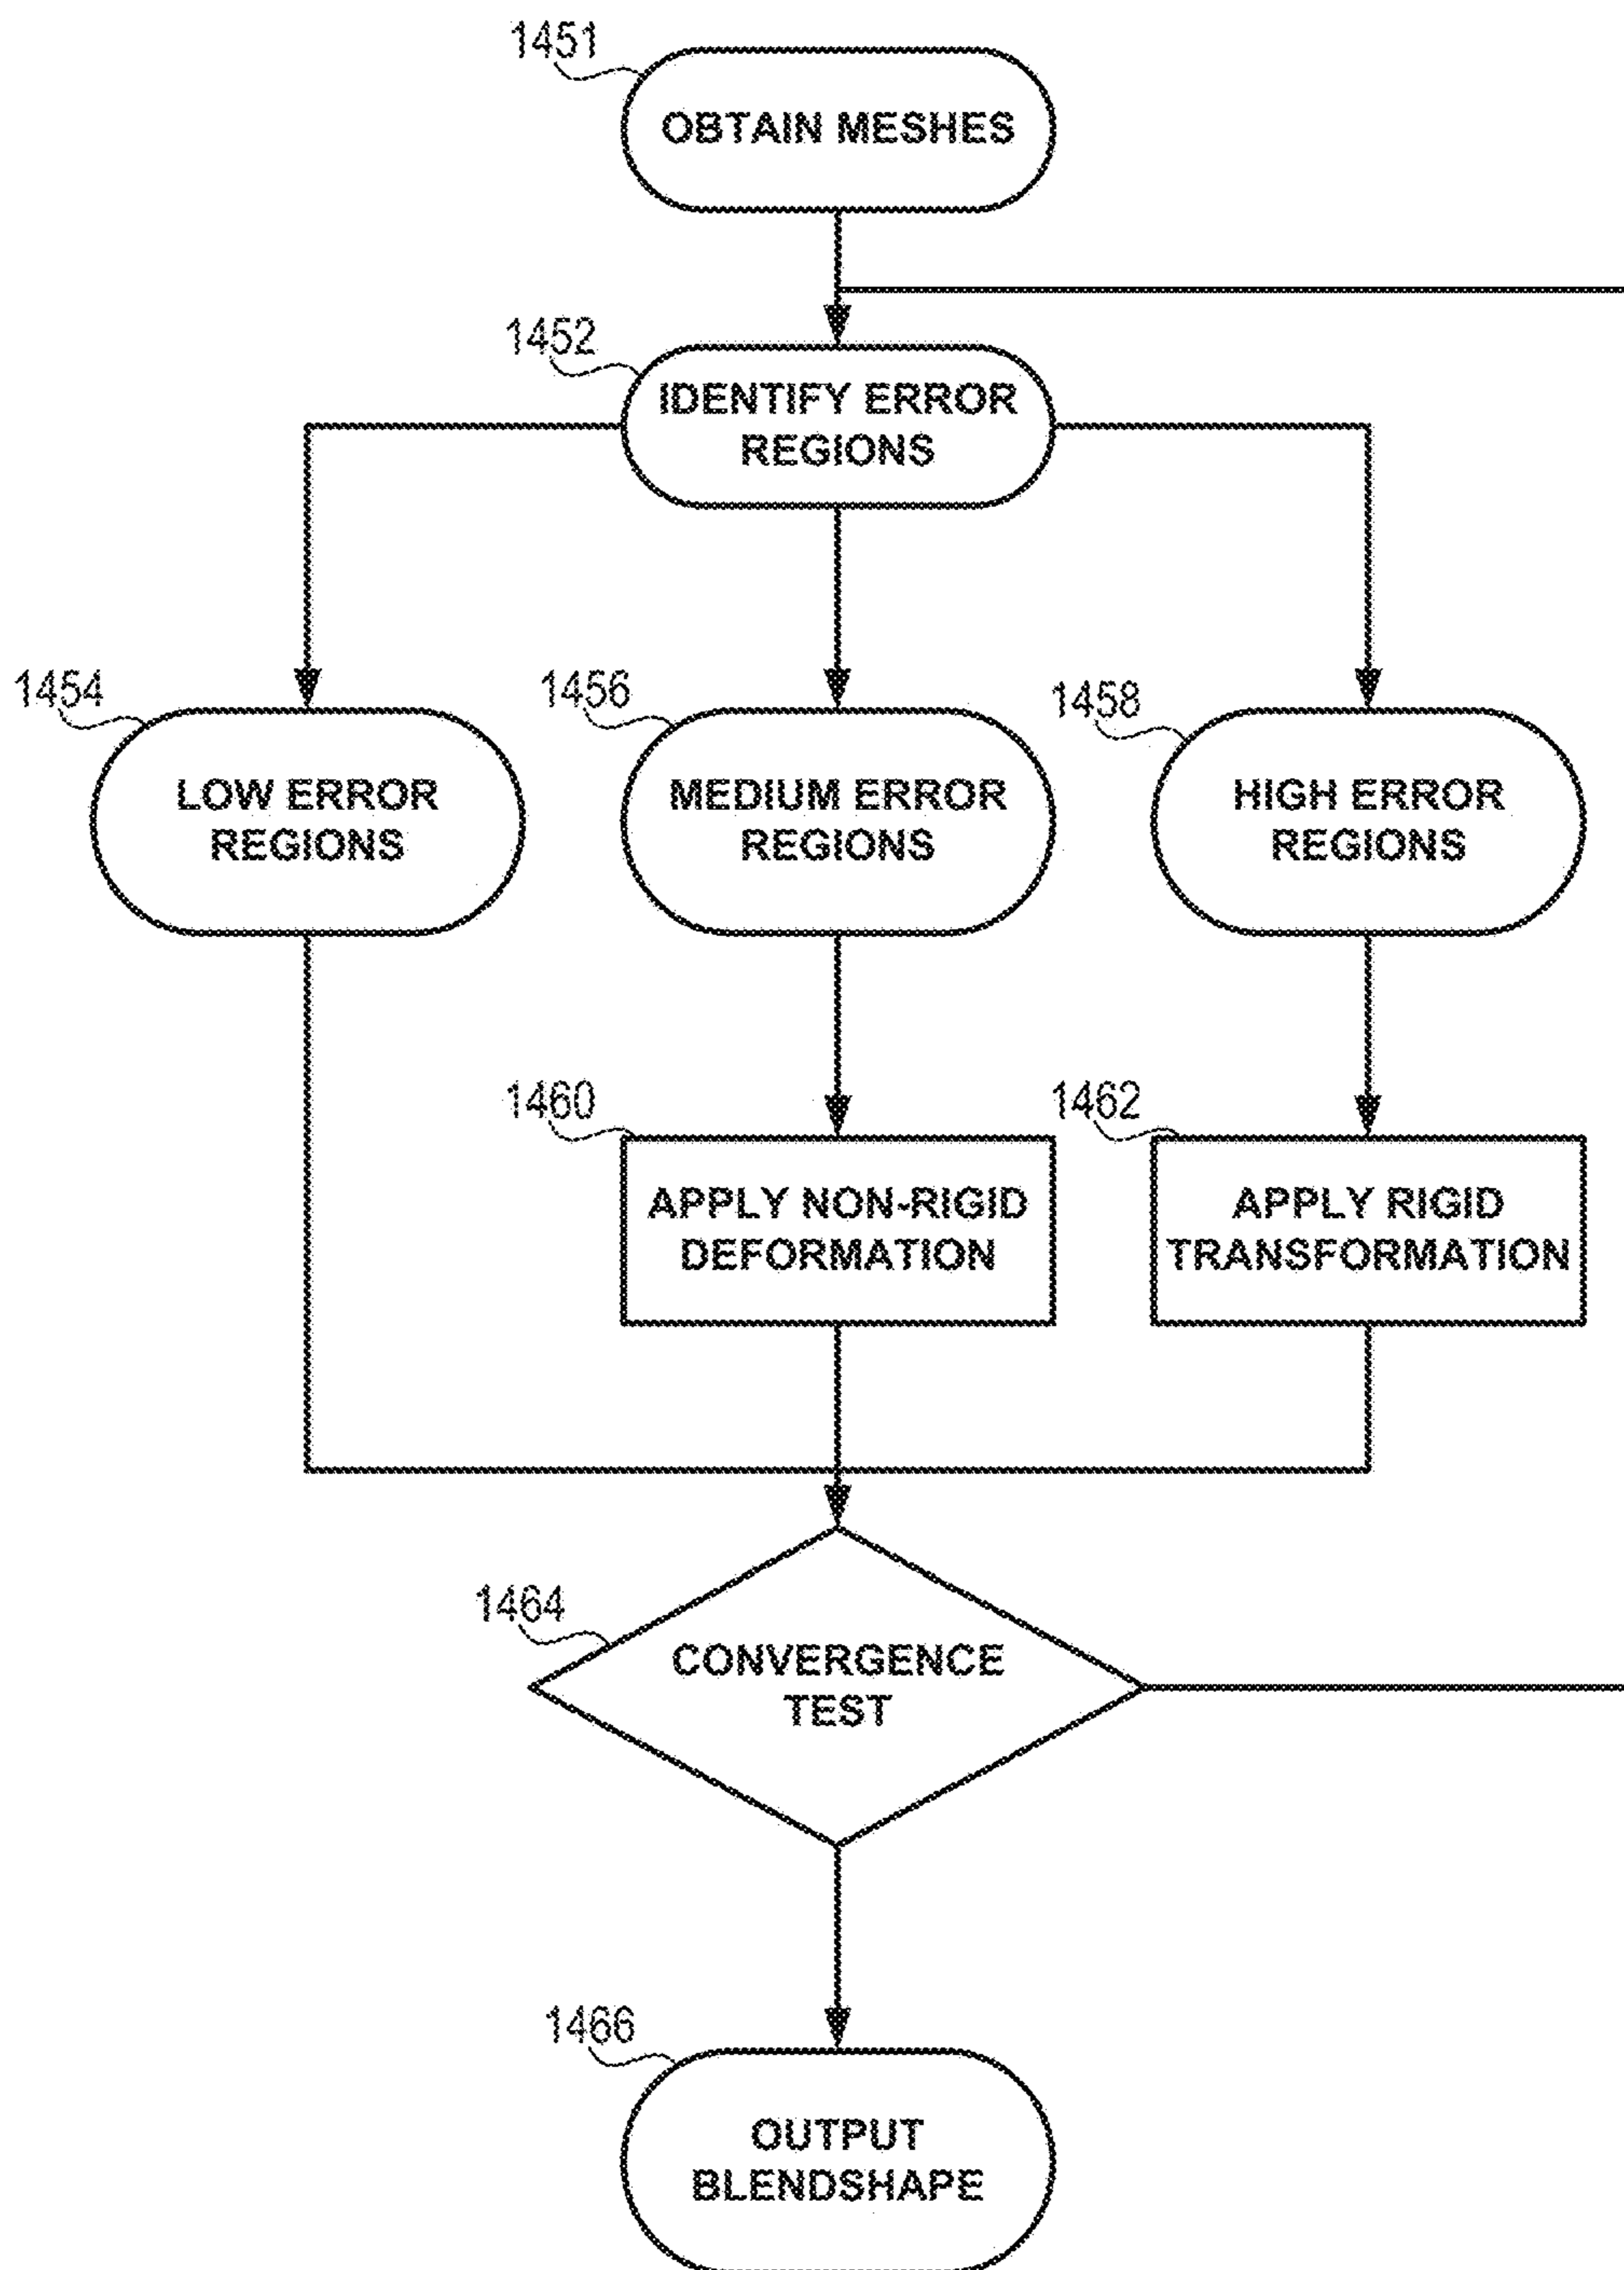 1451
OBTAIN MESHES
1452
IDENTIFY ERROR
REGIONS
1454
LOW ERROR
REGIONS
1456
MEDIUM ERROR
REGIONS
1458
HIGH ERROR
REGIONS
1460
APPLY NON-RIGID
DEFORMATION
1462
APPLY RIGID
TRANSFORMATION
1464
CONVERGENCE
TEST
1466
OUTPUT
BLENDSHAPE